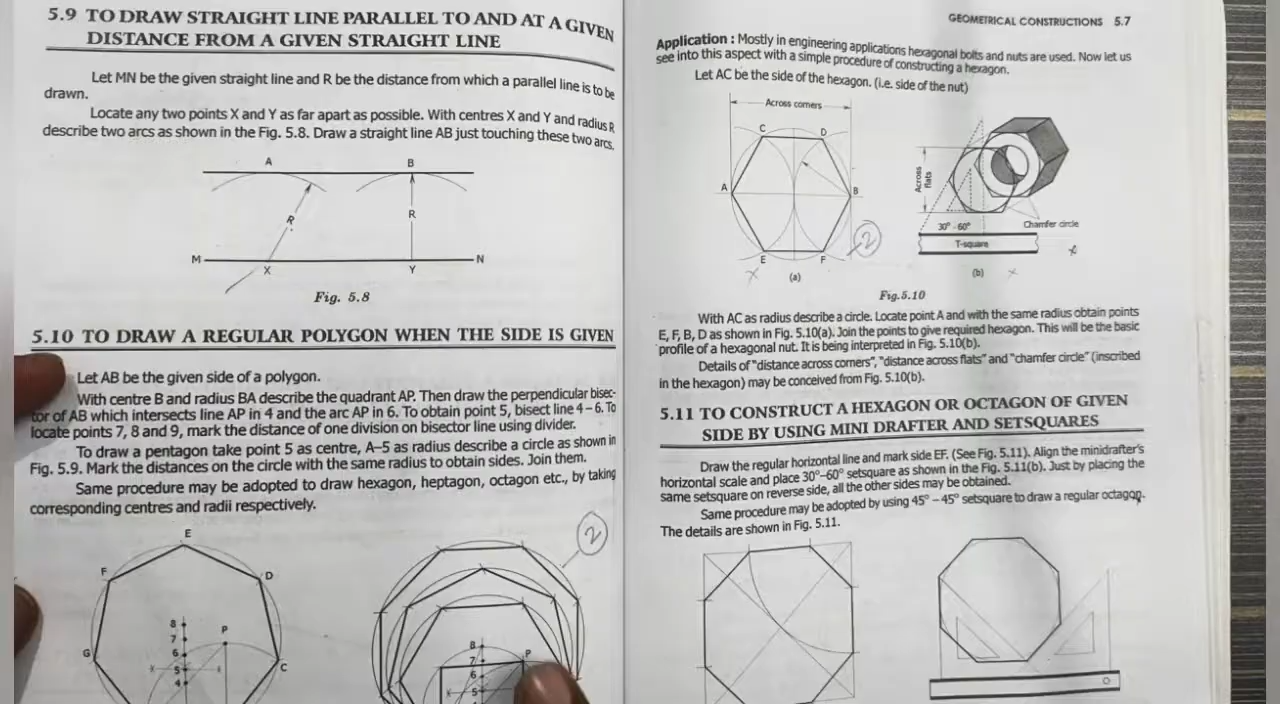 5.9 TO DRAW STRAIGHT LINE PARALLEL TO AND AT A GIVEN
DISTANCE FROM A GIVEN STRAIGHT LINE
Let MN be the given straight line and R be the distance from which a parallel line is to be
drawn.
Locate any two points X and Y as far apart as possible. With centres X and Y and radius R
describe two arcs as shown in the Fig. 5.8. Draw a straight line AB just touching these two arcs.
A B
R R
M N
X Y
Fig. 5.8
5.10 TO DRAW A REGULAR POLYGON WHEN THE SIDE IS GIVEN
Let AB be the given side of a polygon.
With centre B and radius BA describe the quadrant AP. Then draw the perpendicular bisec-
tor of AB which intersects line AP in 4 and the arc AP in 6. To obtain point 5, bisect line 4 – 6. To
locate points 7, 8 and 9, mark the distance of one division on bisector line using divider.
To draw a pentagon take point 5 as centre, A–5 as radius describe a circle as shown in
Fig. 5.9. Mark the distances on the circle with the same radius to obtain sides. Join them.
Same procedure may be adopted to draw hexagon, heptagon, octagon etc., by taking
corresponding centres and radii respectively.
E
F D
8 P
7
6
G C
X 5
4
2
8
7 P
6
X 5
GEOMETRICAL CONSTRUCTIONS 5.7
Application : Mostly in engineering applications hexagonal bolts and nuts are used. Now let us
see into this aspect with a simple procedure of constructing a hexagon.
Let AC be the side of the hexagon. (i.e. side of the nut)
Across corners
C D
A B
E F
2
(a)
Across
flats
30° - 60°
Chamfer circle
T-square
(b)
Fig.5.10
With AC as radius describe a circle. Locate point A and with the same radius obtain points
E, F, B, D as shown in Fig. 5.10(a). Join the points to give required hexagon. This will be the basic
profile of a hexagonal nut. It is being interpreted in Fig. 5.10(b).
Details of "distance across corners", "distance across flats" and "chamfer circle" (inscribed
in the hexagon) may be conceived from Fig. 5.10(b).
5.11 TO CONSTRUCT A HEXAGON OR OCTAGON OF GIVEN
SIDE BY USING MINI DRAFTER AND SETSQUARES
Draw the regular horizontal line and mark side EF. (See Fig. 5.11). Align the minidrafter's
horizontal scale and place 30°–60° setsquare as shown in the Fig. 5.11(b). Just by placing the
same setsquare on reverse side, all the other sides may be obtained.
Same procedure may be adopted by using 45° – 45° setsquare to draw a regular octagon.
The details are shown in Fig. 5.11.